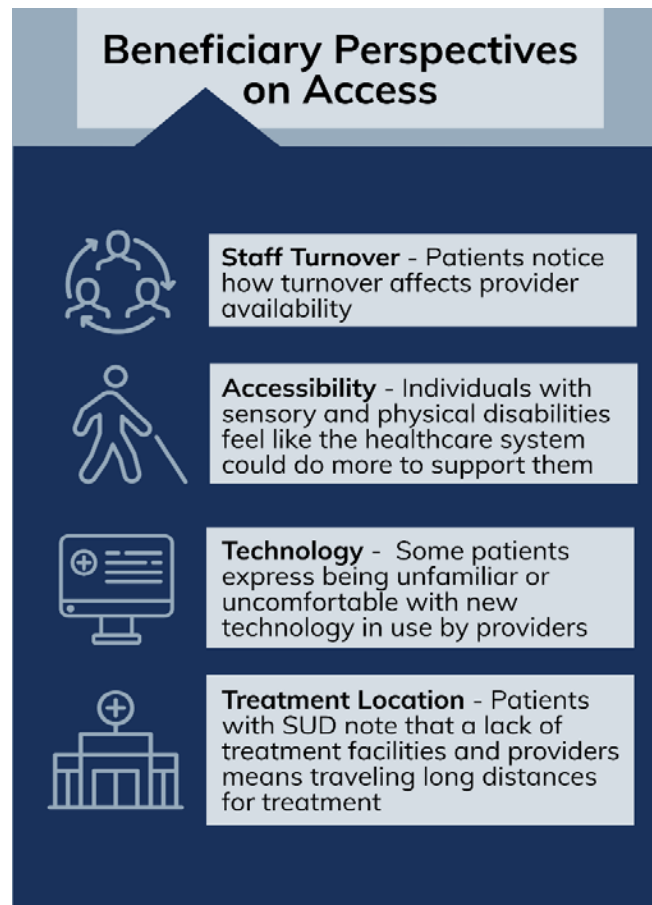 Beneficiary Perspectives
on Access
Staff Turnover - Patients notice
how turnover affects provider
availability
Accessibility - Individuals with
sensory and physical disabilities
feel like the healthcare system
could do more to support them
Technology -  Some patients
express being unfamiliar or
uncomfortable with new
technology in use by providers
Treatment Location - Patients
with SUD note that a lack of
treatment facilities and providers
means traveling long distances
for treatment